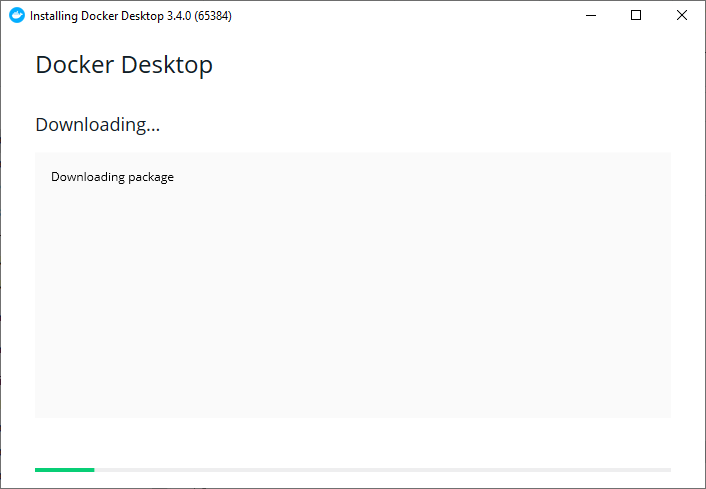 Installing Docker Desktop 3.4.0 (65384)
Docker Desktop
Downloading...
Downloading package